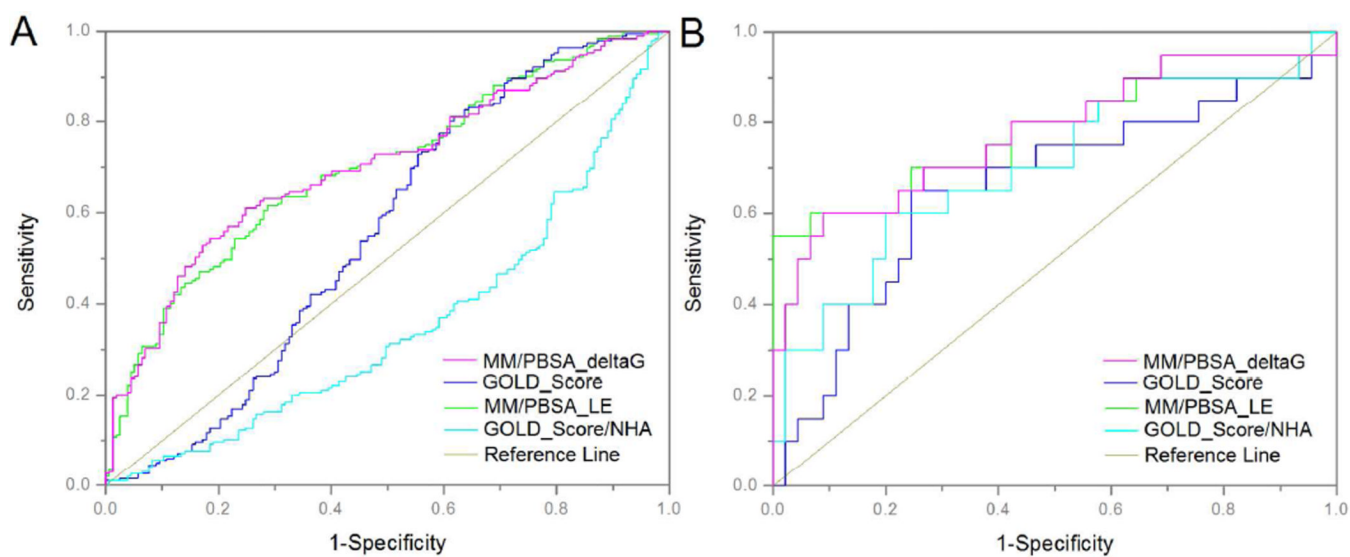 A
1.0
0.8
0.6
0.4
0.2
0.0
Sensitivity
MM/PBSA_deltaG
GOLD_Score
MM/PBSA_LE
GOLD_Score/NHA
Reference Line
0.0 0.2 0.4 0.6 0.8 1.0
1-Specificity
B
1.0
0.8
0.6
0.4
0.2
0.0
Sensitivity
MM/PBSA_deltaG
GOLD_Score
MM/PBSA_LE
GOLD_Score/NHA
Reference Line
0.0 0.2 0.4 0.6 0.8 1.0
1-Specificity